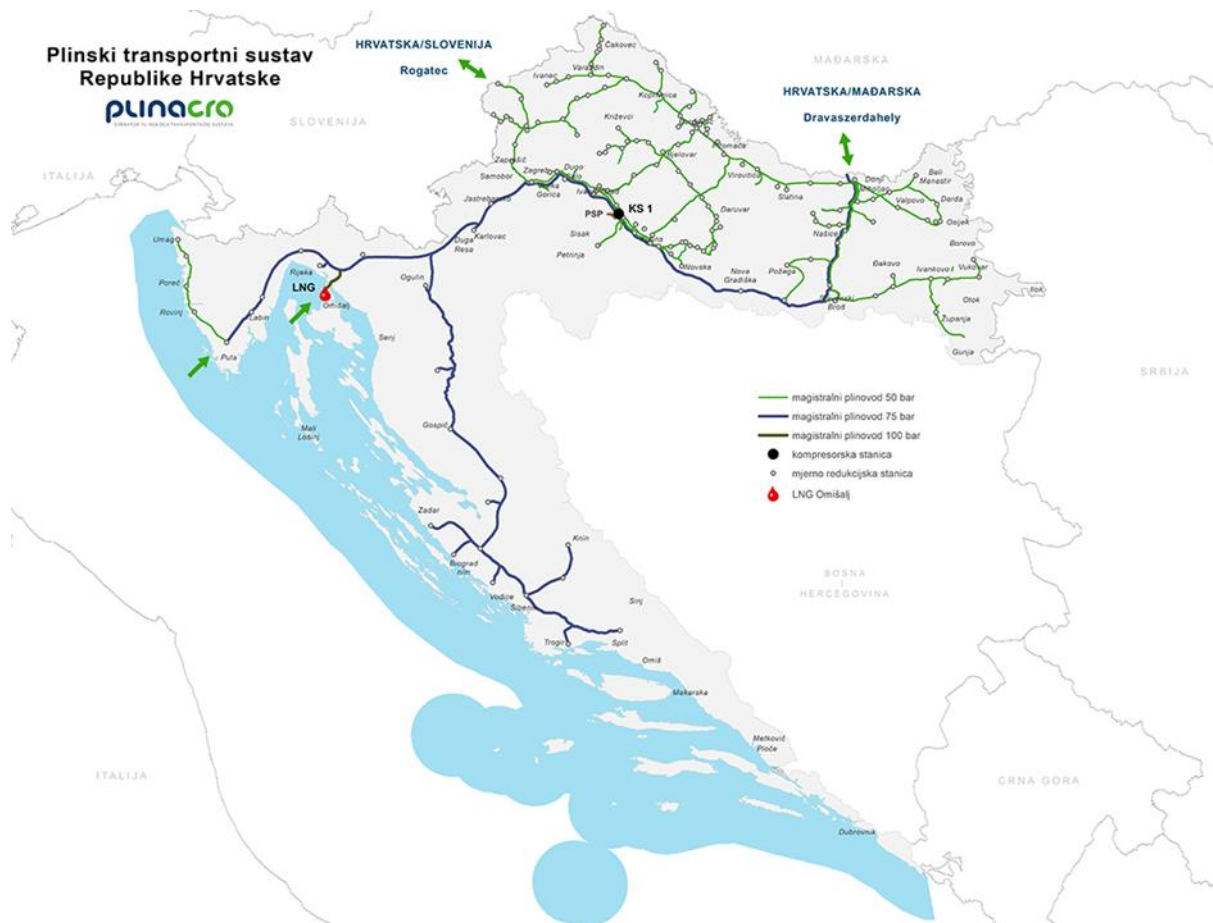 Plinski transportni sustav
Republike Hrvatske
plinacro
HRVATSKA/SLOVENIJA
Rogatec
MAĐARSKA
HRVATSKA/MAĐARSKA
Dravaszerdahely
SLOVENIJA
ITALIJA
Čakovec
Varaždin
Ivanec
Koprivnica
Križevci
Bjelovar
Virovitica
Slatina
Donji
Beli
Manastir
Valpovo
Darda
Osijek
Borovo
Našice
Zaprešić
Samobor
Zagreb
Dugo
Gorica
Jastrebarsko
PSP
KS 1
Daruvar
Sisak
Petrinja
Karlovac
Duga
Resa
Novska
Nova
Gradiška
Požega
Đakovo
Ivankovo
Vukovar
Ilok
Otok
Brod
Županja
Gunja
Umag
Poreč
Rovinj
Pula
Labin
Rijeka
LNG
Omišalj
Ogulin
Senj
Mali
Lošinj
Gospić
Zadar
Biograd
n/m
Vodice
Šibenik
Knin
Sinj
Trogir
Split
Omiš
Makarska
Metković
Ploče
Dubrovnik
SRBIJA
BOSNA
I
HERCEGOVINA
CRNA GORA
ITALIJA
magistralni plinovod 50 bar
magistralni plinovod 75 bar
magistralni plinovod 100 bar
kompresorska stanica
mjerno redukcijska stanica
LNG Omišalj